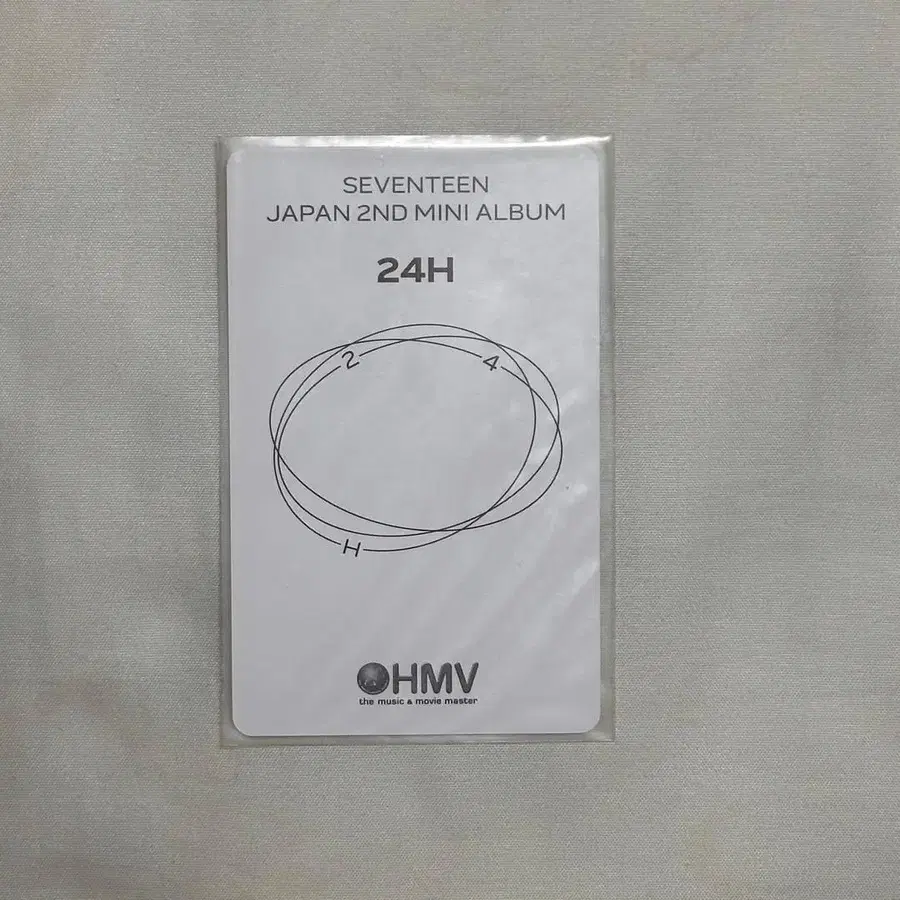 SEVENTEEN
JAPAN 2ND MINI ALBUM
24H
2 4
H
HMV
the music & movie master